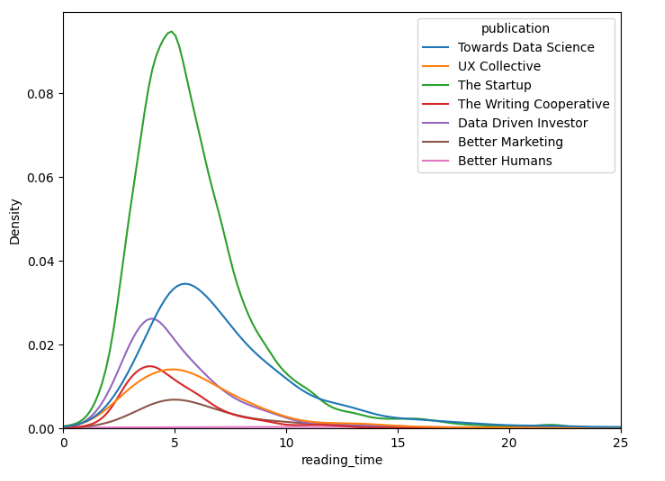 publication
Towards Data Science
UX Collective
The Startup
The Writing Cooperative
Data Driven Investor
Better Marketing
Better Humans
Density
0.08
0.06
0.04
0.02
0.00
0 5 10 15 20 25
reading_time